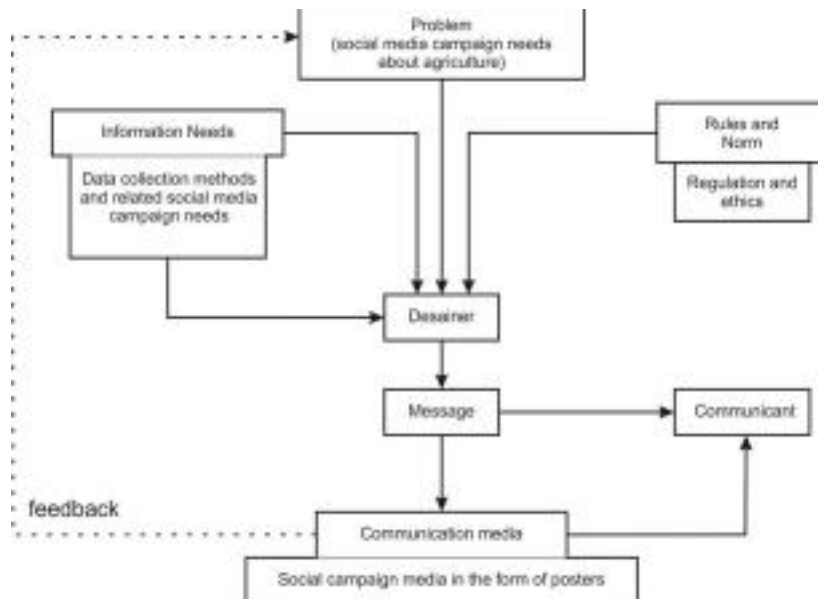 Problem
(social media campaign needs
about agriculture)
Information Needs
Data collection methods
and related social media
campaign needs
Rules and
Norm
Regulation and
ethics
Desainer
Message
Communicant
feedback
Communication media
Social campaign media in the form of posters